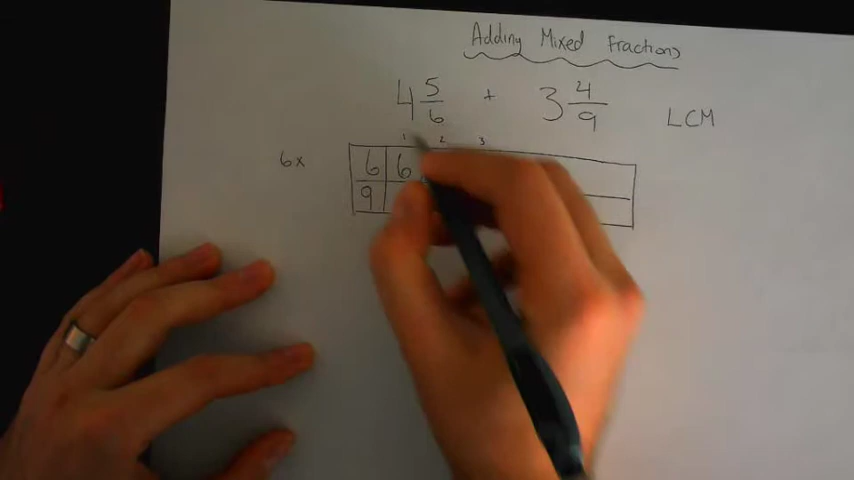 Adding Mixed Fractions
4 5/6 + 3 4/9 LCM
1 2 3
6x 6 6
9